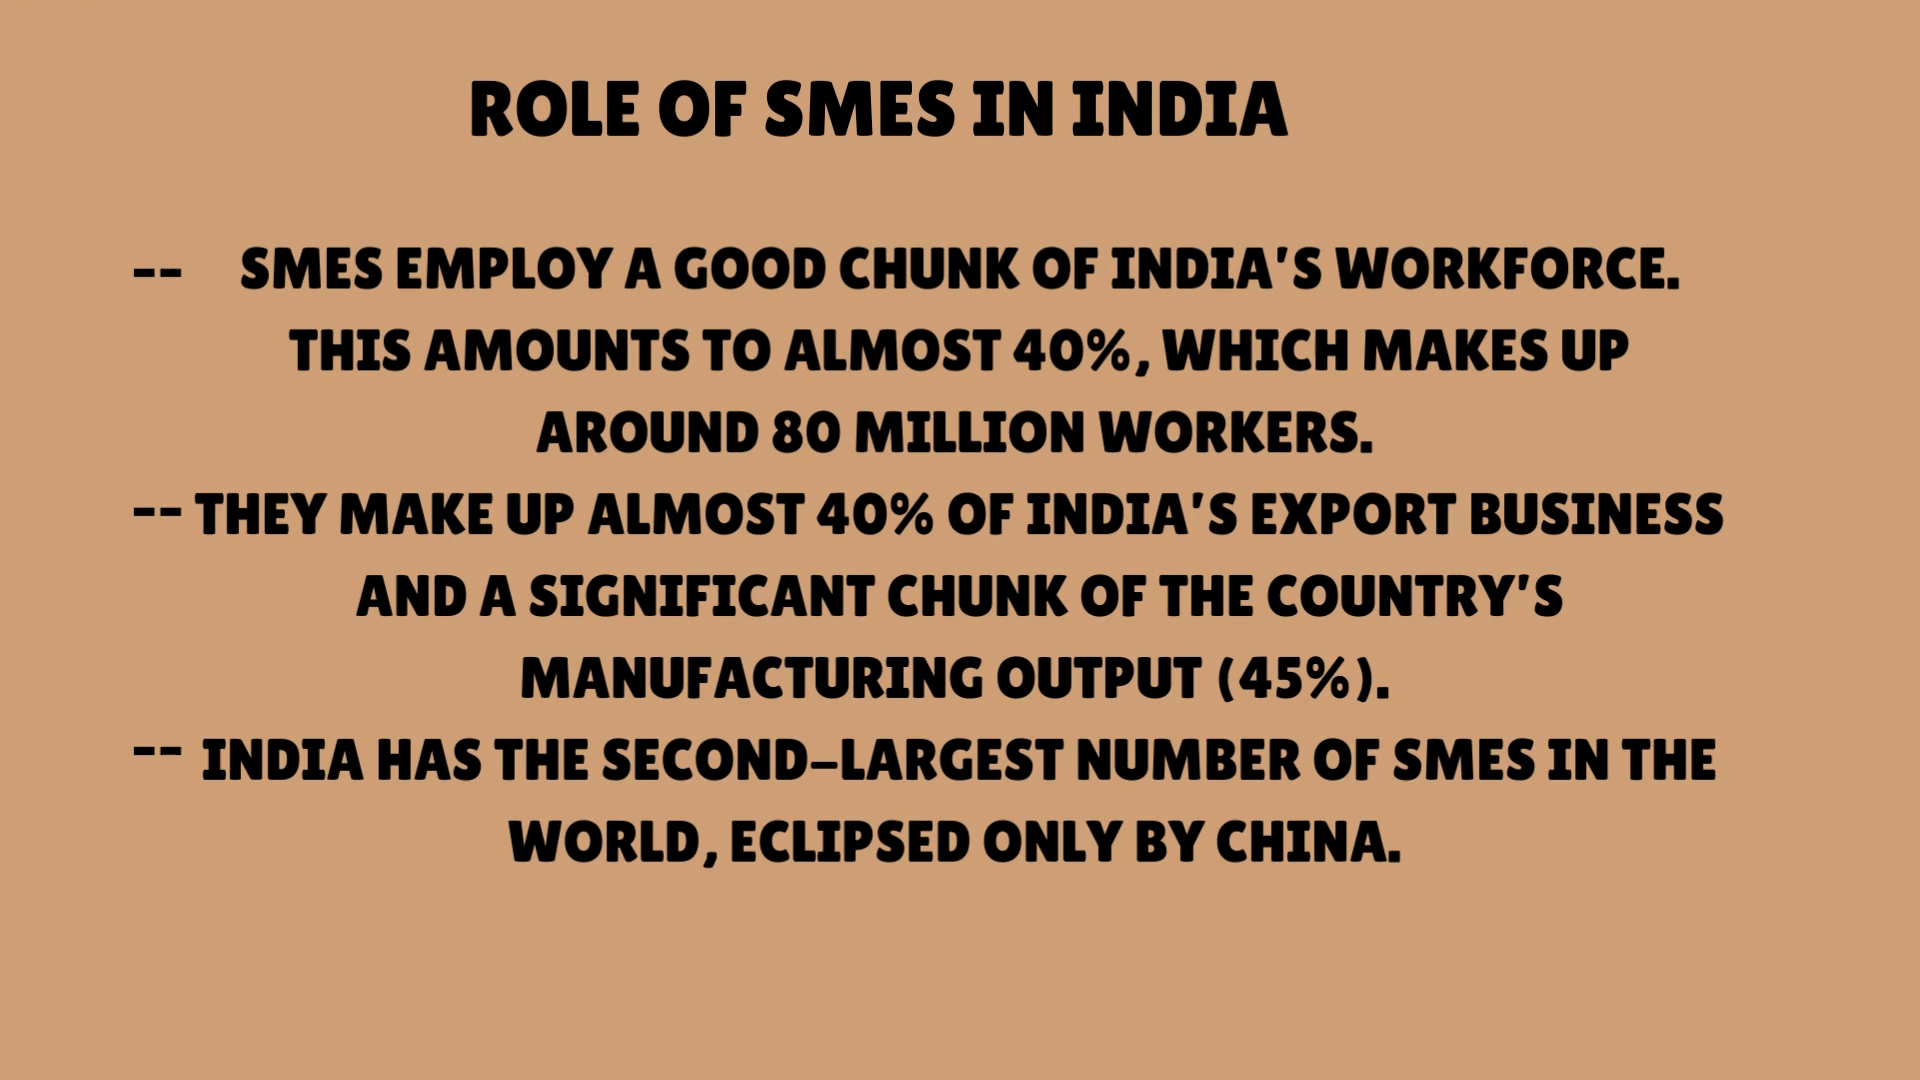 ROLE OF SMES IN INDIA
-- SMES EMPLOY A GOOD CHUNK OF INDIA'S WORKFORCE.
THIS AMOUNTS TO ALMOST 40%, WHICH MAKES UP
AROUND 80 MILLION WORKERS.
-- THEY MAKE UP ALMOST 40% OF INDIA'S EXPORT BUSINESS
AND A SIGNIFICANT CHUNK OF THE COUNTRY'S
MANUFACTURING OUTPUT (45%).
-- INDIA HAS THE SECOND-LARGEST NUMBER OF SMES IN THE
WORLD, ECLIPSED ONLY BY CHINA.